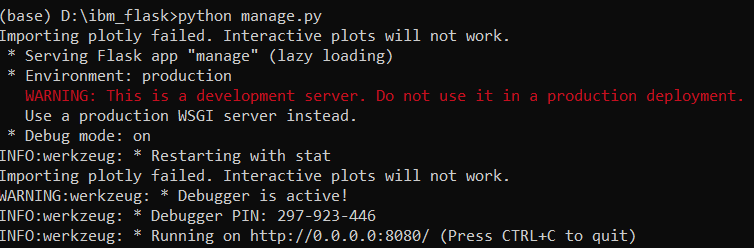 (base) D:\ibm_flask>python manage.py
Importing plotly failed. Interactive plots will not work.
 * Serving Flask app "manage" (lazy loading)
 * Environment: production
   WARNING: This is a development server. Do not use it in a production deployment.
   Use a production WSGI server instead.
 * Debug mode: on
INFO:werkzeug: * Restarting with stat
Importing plotly failed. Interactive plots will not work.
WARNING:werkzeug: * Debugger is active!
INFO:werkzeug: * Debugger PIN: 297-923-446
INFO:werkzeug: * Running on http://0.0.0.0:8080/ (Press CTRL+C to quit)